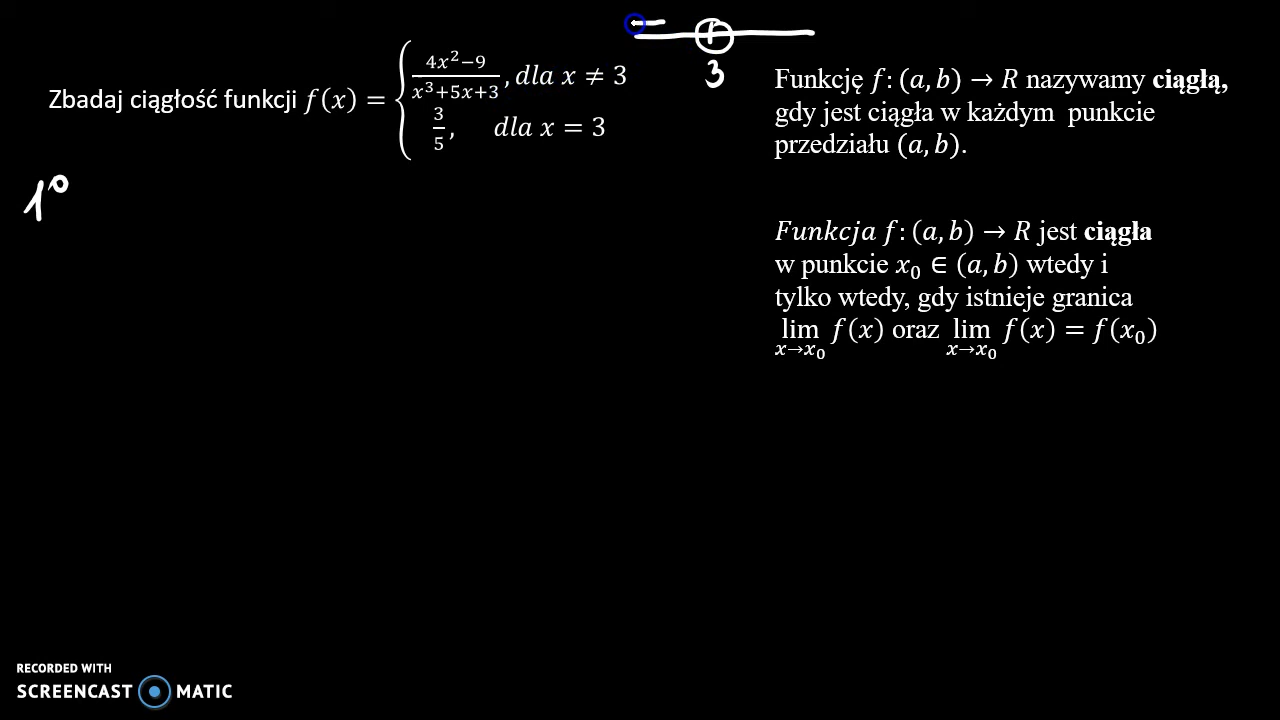 Zbadaj ciągłość funkcji f(x) = { (4x²−9)/(x³+5x+3), dla x ≠ 3
3/5, dla x = 3
3
Funkcję f: (a, b) → R nazywamy ciągłą,
gdy jest ciągła w każdym punkcie
przedziału (a, b).
1°
Funkcja f: (a, b) → R jest ciągła
w punkcie x₀ ∈ (a, b) wtedy i
tylko wtedy, gdy istnieje granica
lim x→x₀ f(x) oraz lim x→x₀ f(x) = f(x₀)
RECORDED WITH
SCREENCAST MATIC